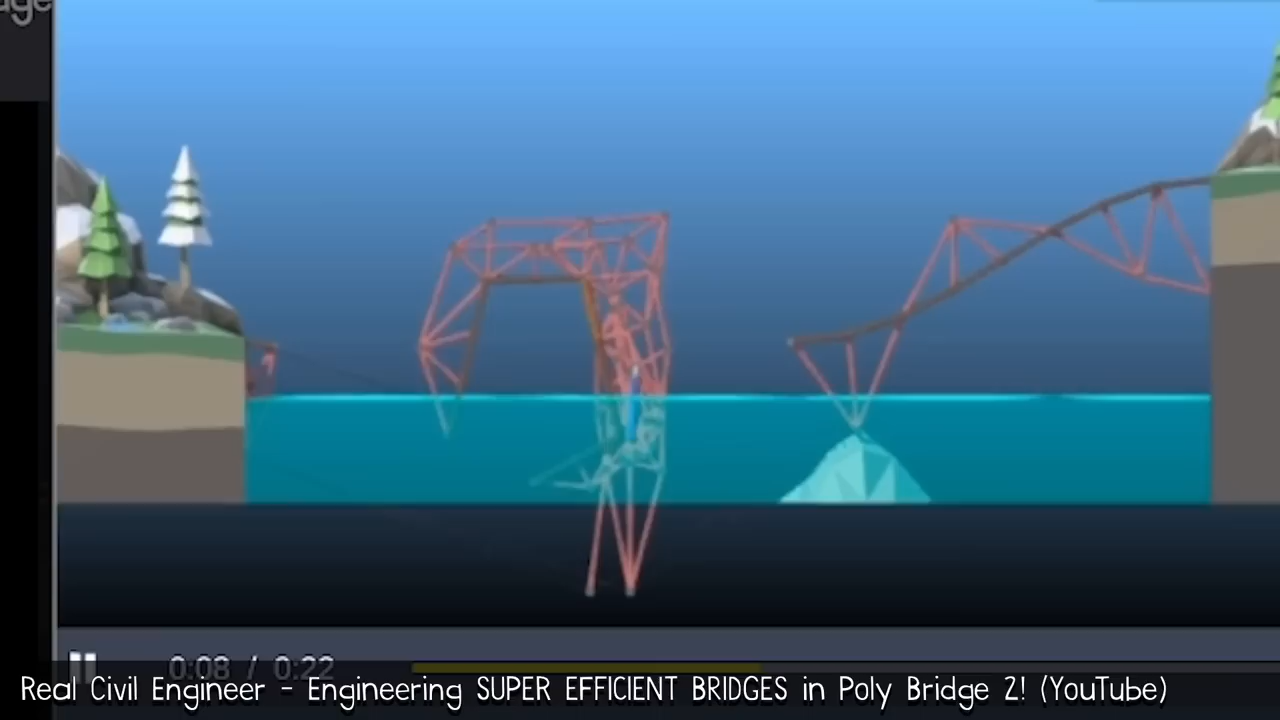 0:08 / 0:22
Real Civil Engineer - Engineering SUPER EFFICIENT BRIDGES in Poly Bridge 2! (YouTube)